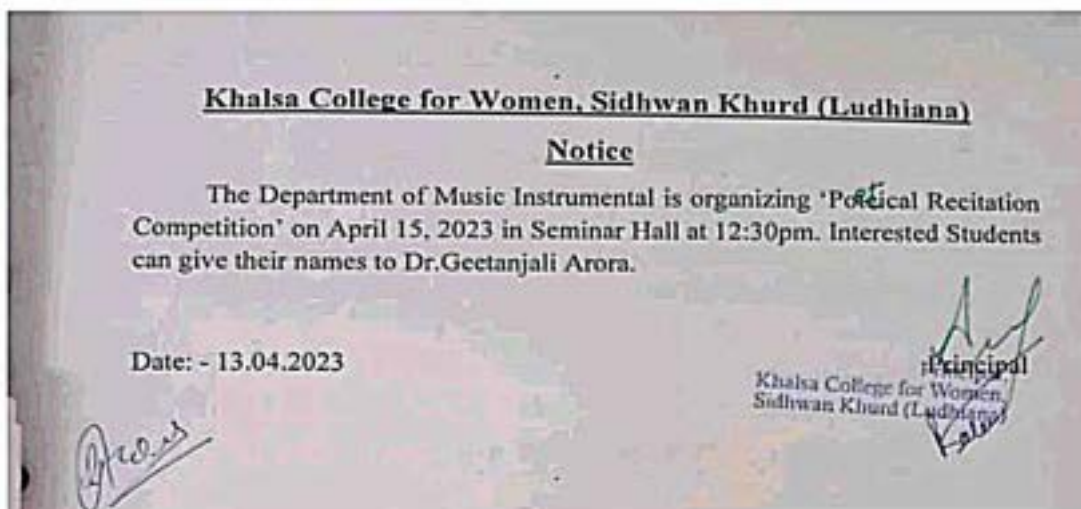 Khalsa College for Women, Sidhwan Khurd (Ludhiana)
Notice
The Department of Music Instrumental is organizing 'Poetical Recitation
Competition' on April 15, 2023 in Seminar Hall at 12:30pm. Interested Students
can give their names to Dr.Geetanjali Arora.
Date: - 13.04.2023
Principal
Khalsa College for Women,
Sidhwan Khurd (Ludhiana)